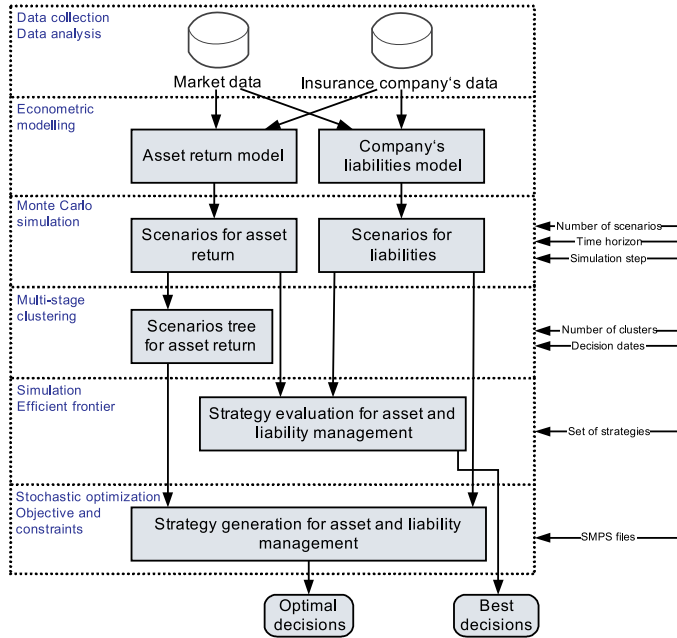 Data collection
Data analysis
Market data
Insurance company's data
Econometric
modelling
Asset return model
Company's
liabilities model
Monte Carlo
simulation
Scenarios for asset
return
Scenarios for
liabilities
Number of scenarios
Time horizon
Simulation step
Multi-stage
clustering
Scenarios tree
for asset return
Number of clusters
Decision dates
Simulation
Efficient frontier
Strategy evaluation for asset and
liability management
Set of strategies
Stochastic optimization
Objective and
constraints
Strategy generation for asset and liability
management
SMPS files
Optimal
decisions
Best
decisions